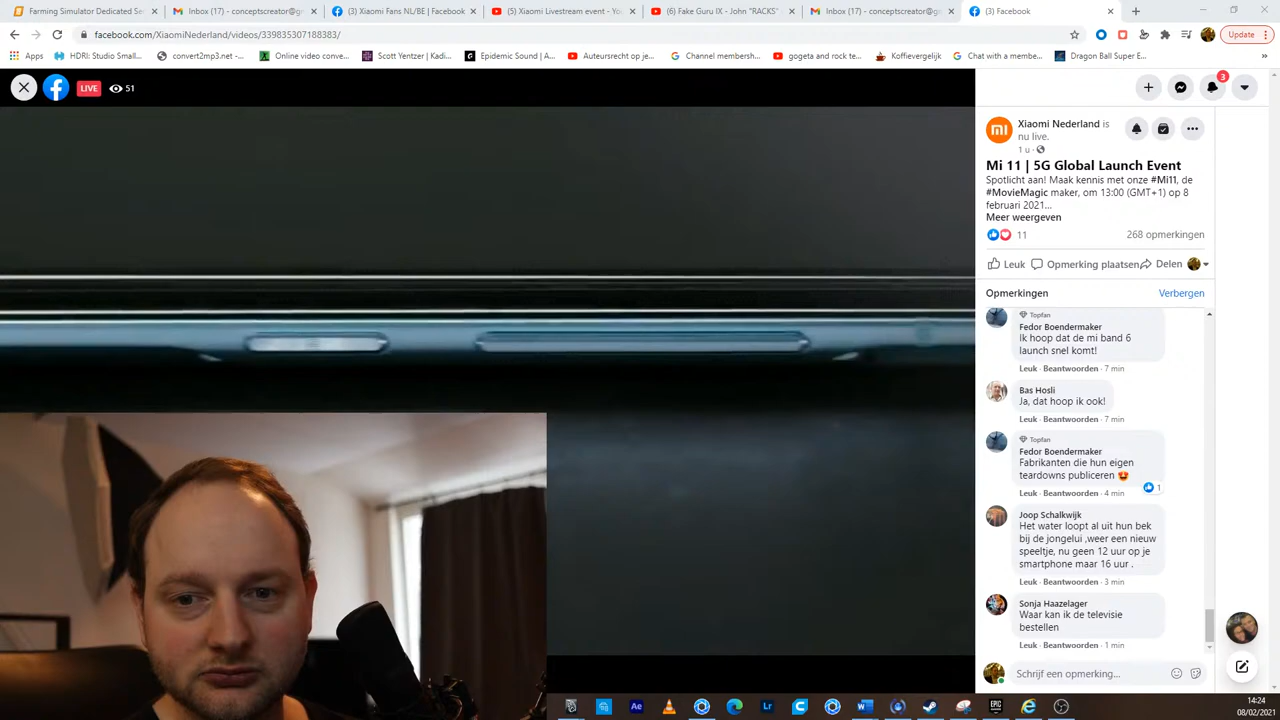 Farming Simulator Dedicated Ser
Inbox (17) - conceptscreator@g
(3) Xiaomi Fans NL/BE | Facebook
(5) Xiaomi Livestream event - Yo
(6) Fake Guru IX - John "RACKS"
Inbox (17) - conceptscreator@g
(3) Facebook
facebook.com/XiaomiNederland/videos/339835307188383/
Update
Apps
HDRI: Studio Small...
convert2mp3.net -...
Online video conve...
Scott Yentzer | Kadi...
Epidemic Sound | A...
Auteursrecht op je...
Channel membersh...
gogeta and rock te...
Koffievergelijk
Chat with a membe...
Dragon Ball Super E...
»
LIVE
51
3
mi
Xiaomi Nederland is
nu live.
1 u ·
Mi 11 | 5G Global Launch Event
Spotlicht aan! Maak kennis met onze #Mi11, de
#MovieMagic maker, om 13:00 (GMT+1) op 8
februari 2021...
Meer weergeven
11
268 opmerkingen
Leuk
Opmerking plaatsen
Delen
Opmerkingen
Verbergen
Topfan
Fedor Boendermaker
Ik hoop dat de mi band 6
launch snel komt!
Leuk · Beantwoorden · 7 min
Bas Hosli
Ja, dat hoop ik ook!
Leuk · Beantwoorden · 7 min
Topfan
Fedor Boendermaker
Fabrikanten die hun eigen
teardowns publiceren 😍
1
Leuk · Beantwoorden · 4 min
Joop Schalkwijk
Het water loopt al uit hun bek
bij de jongelui ,weer een nieuw
speeltje, nu geen 12 uur op je
smartphone maar 16 uur .
Leuk · Beantwoorden · 3 min
Sonja Haazelager
Waar kan ik de televisie
bestellen
Leuk · Beantwoorden · 1 min
Schrijf een opmerking...
Ae
Lr
W
EPIC
14:24
08/02/2021